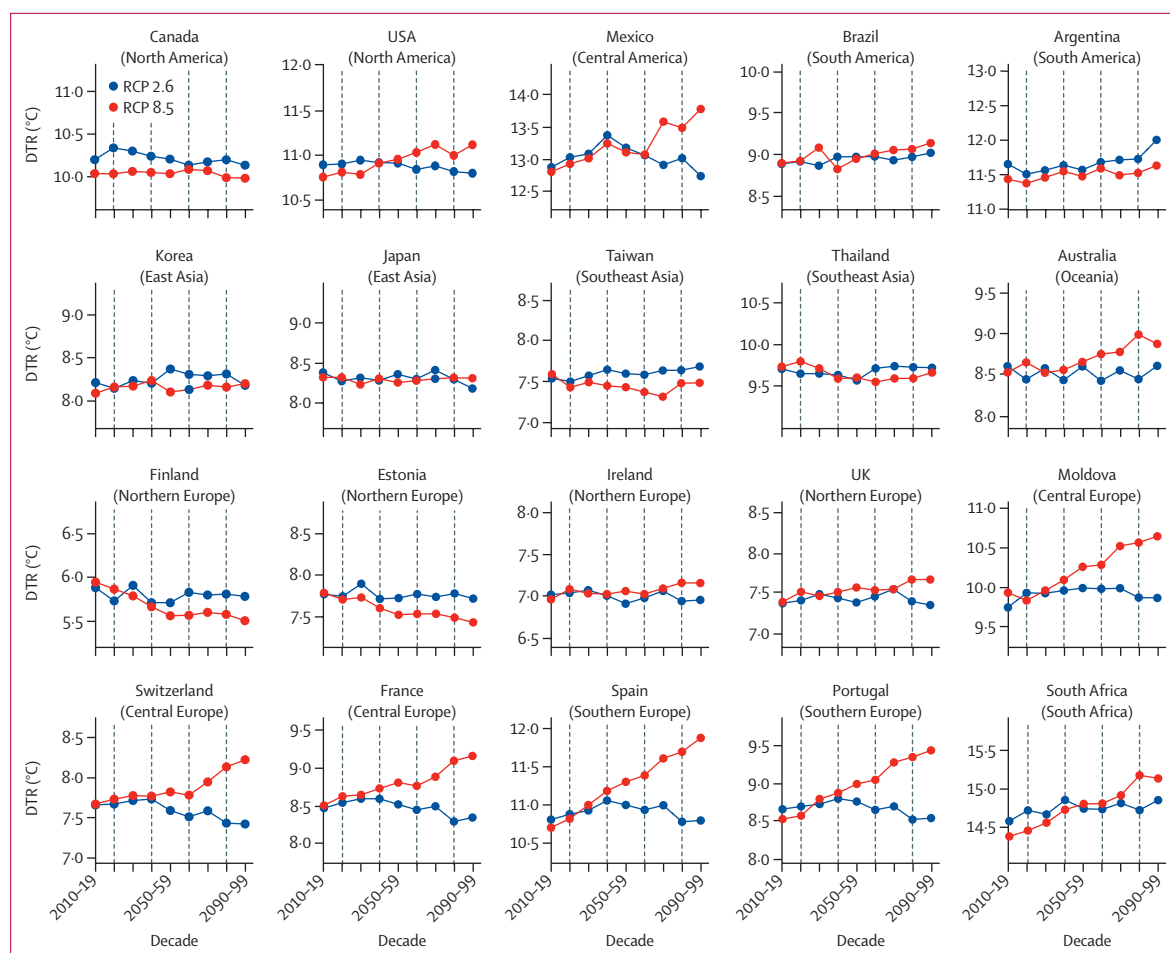 Canada
(North America)
USA
(North America)
Mexico
(Central America)
Brazil
(South America)
Argentina
(South America)
DTR (°C)
11·0
10·5
10·0
RCP 2.6
RCP 8.5
12·0
11·5
11·0
10·5
14·0
13·5
13·0
12·5
10·0
9·5
9·0
8·5
13·0
12·5
12·0
11·5
11·0
Korea
(East Asia)
Japan
(East Asia)
Taiwan
(Southeast Asia)
Thailand
(Southeast Asia)
Australia
(Oceania)
DTR (°C)
9·0
8·5
8·0
9·0
8·5
8·0
8·5
8·0
7·5
7·0
10·5
10·0
9·5
9·5
9·0
8·5
8·0
Finland
(Northern Europe)
Estonia
(Northern Europe)
Ireland
(Northern Europe)
UK
(Northern Europe)
Moldova
(Central Europe)
DTR (°C)
6·5
6·0
5·5
8·5
8·0
7·5
8·0
7·5
7·0
6·5
8·5
8·0
7·5
7·0
11·0
10·5
10·0
9·5
Switzerland
(Central Europe)
France
(Central Europe)
Spain
(Southern Europe)
Portugal
(Southern Europe)
South Africa
(South Africa)
DTR (°C)
8·5
8·0
7·5
7·0
9·5
9·0
8·5
8·0
12·0
11·5
11·0
10·5
9·5
9·0
8·5
8·0
15·5
15·0
14·5
2010–19
2050–59
2090–99
2010–19
2050–59
2090–99
2010–19
2050–59
2090–99
2010–19
2050–59
2090–99
2010–19
2050–59
2090–99
Decade
Decade
Decade
Decade
Decade